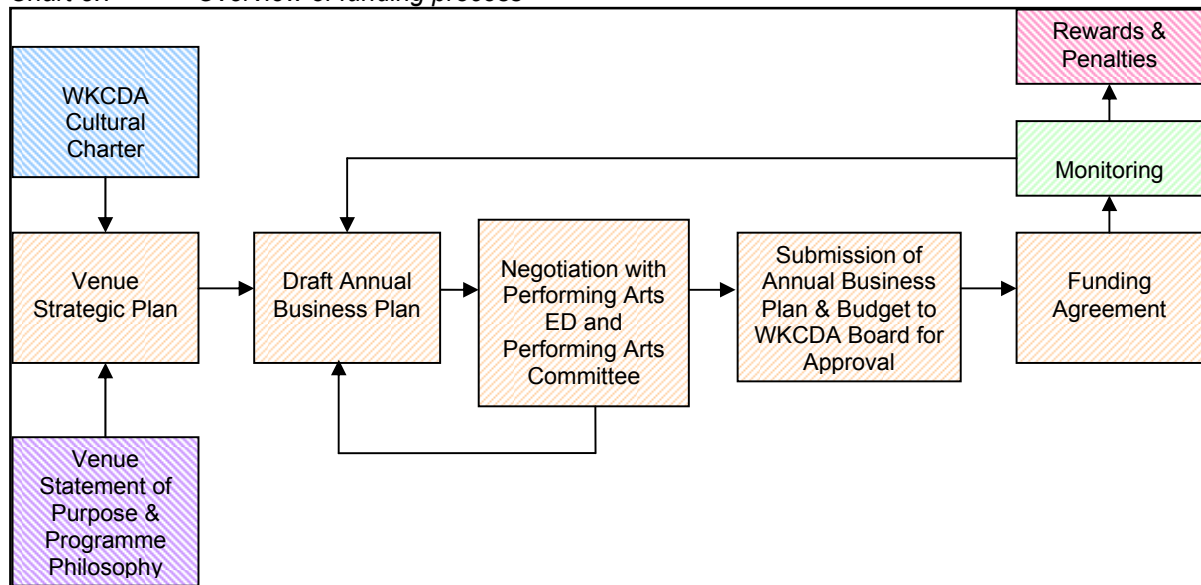 Overview of funding process
Rewards &
Penalties
WKCDA
Cultural
Charter
Monitoring
Venue
Strategic Plan
Draft Annual
Business Plan
Negotiation with
Performing Arts
ED and
Performing Arts
Committee
Submission of
Annual Business
Plan & Budget to
WKCDA Board for
Approval
Funding
Agreement
Venue
Statement of
Purpose &
Programme
Philosophy